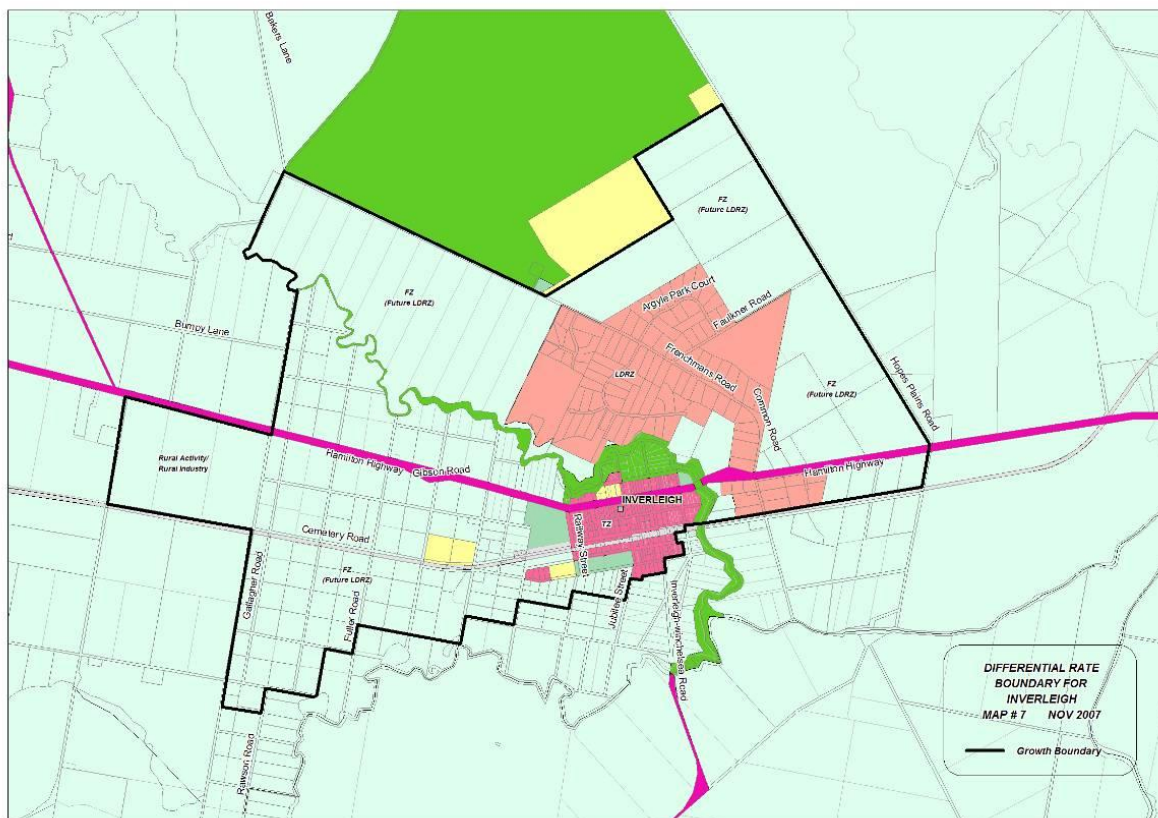 Bakers Lane
FZ
(Future LDRZ)
Argyle Park Court
Faulkner Road
FZ
(Future LDRZ)
Bumpy Lane
Frenchmans Road
LDRZ
Hopes Plains Road
FZ
(Future LDRZ)
Common Road
Rural Activity/
Rural Industry
Hamilton Highway
Gibson Road
Hamilton Highway
INVERLEIGH
TZ
Railway Street
Cemetery Road
FZ
(Future LDRZ)
Gallagher Road
Fuller Road
Jubilee Street
Inverleigh-winchelsea Road
Rawson Road
DIFFERENTIAL RATE
BOUNDARY FOR
INVERLEIGH
MAP # 7 NOV 2007
Growth Boundary